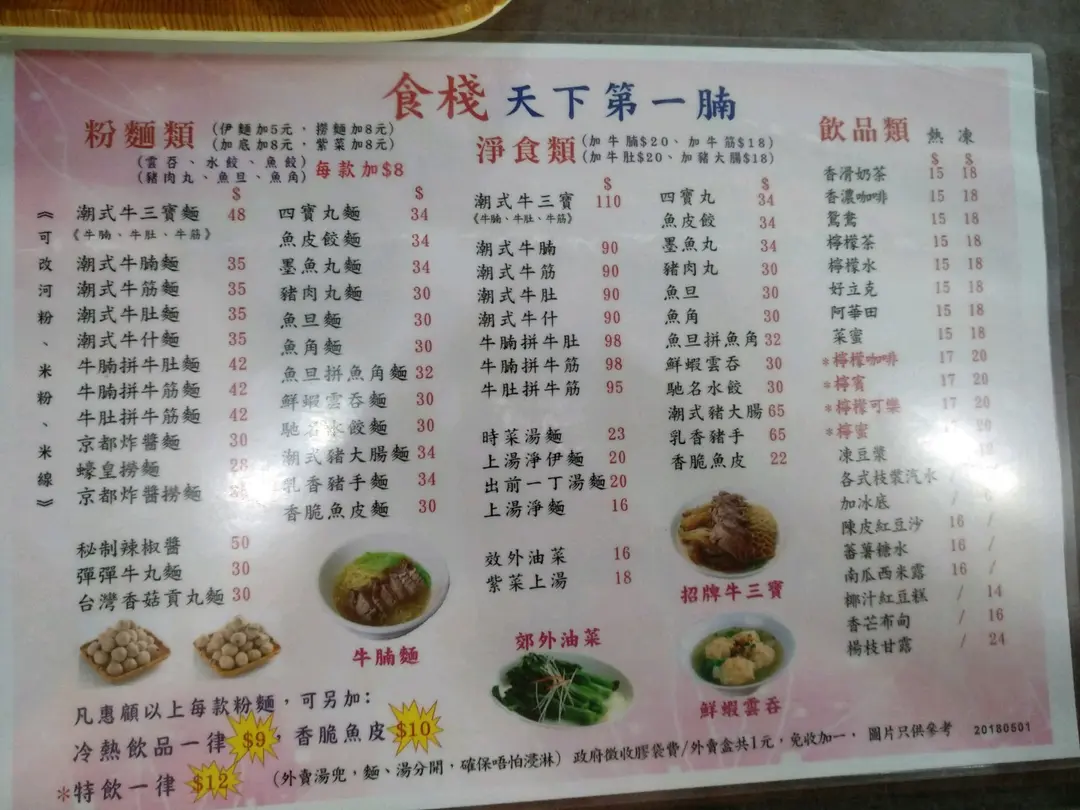 食棧 天下第一腩
粉麵類
(伊麵加5元，撈麵加8元)
(加底加8元，紫菜加8元)
(雲吞、水餃、魚餃)
(豬肉丸、魚旦、魚角)
每款加$8
《可改河粉、米粉、米線》
$
潮式牛三寶麵 48
《牛腩、牛肚、牛筋》
潮式牛腩麵 35
潮式牛筋麵 35
潮式牛肚麵 35
潮式牛什麵 35
牛腩拼牛肚麵 42
牛腩拼牛筋麵 42
牛肚拼牛筋麵 42
京都炸醬麵 30
蠔皇撈麵 28
京都炸醬撈麵
秘制辣椒醬 50
彈彈牛丸麵 30
台灣香菇貢丸麵 30
$
四寶丸麵 34
魚皮餃麵 34
墨魚丸麵 34
豬肉丸麵 30
魚旦麵 30
魚角麵 30
魚旦拼魚角麵 32
鮮蝦雲吞麵 30
馳名水餃麵 30
潮式豬大腸麵 34
乳香豬手麵 34
香脆魚皮麵 30
牛腩麵
淨食類
(加牛腩$20、加牛筋$18)
(加牛肚$20、加豬大腸$18)
$
潮式牛三寶 110
《牛腩、牛肚、牛筋》
潮式牛腩 90
潮式牛筋 90
潮式牛肚 90
潮式牛什 90
牛腩拼牛肚 98
牛腩拼牛筋 98
牛肚拼牛筋 95
時菜湯麵 23
上湯淨伊麵 20
出前一丁湯麵 20
上湯淨麵 16
效外油菜 16
紫菜上湯 18
郊外油菜
$
四寶丸 34
魚皮餃 34
墨魚丸 34
豬肉丸 30
魚旦 30
魚角 30
魚旦拼魚角 32
鮮蝦雲吞 30
馳名水餃 30
潮式豬大腸 65
乳香豬手 65
香脆魚皮 22
招牌牛三寶
鮮蝦雲吞
飲品類 熱 凍
$ $
香滑奶茶 15 18
香濃咖啡 15 18
鴛鴦 15 18
檸檬茶 15 18
檸檬水 15 18
好立克 15 18
阿華田 15 18
菜蜜 15 18
*檸檬咖啡 17 20
*檸賓 17 20
*檸檬可樂 17 20
*檸蜜 17 20
凍豆漿
各式枝裝汽水 /
加冰底 /
陳皮紅豆沙 16 /
蕃薯糖水 16 /
南瓜西米露 16 /
椰汁紅豆糕 / 14
香芒布甸 / 16
楊枝甘露 / 24
凡惠顧以上每款粉麵，可另加：
冷熱飲品一律 $9，香脆魚皮 $10
*特飲一律 $12
(外賣湯兜，麵、湯分開，確保唔怕浸淋) 政府徵收膠袋費/外賣盒共1元，免收加一． 圖片只供參考 20180501